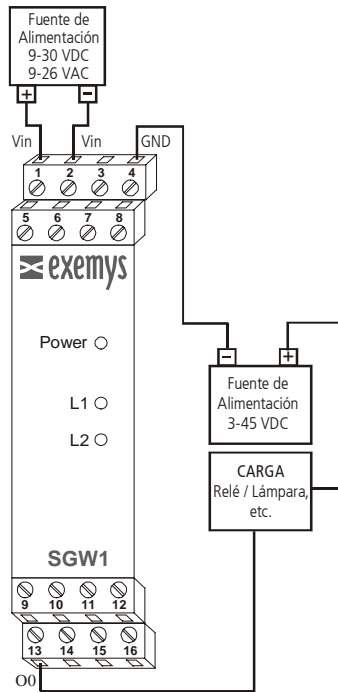 Fuente de
Alimentación
9-30 VDC
9-26 VAC
+ −
Vin Vin GND
1 2 3 4
5 6 7 8
exemys
Power
L1
L2
− +
Fuente de
Alimentación
3-45 VDC
CARGA
Relé / Lámpara,
etc.
SGW1
9 10 11 12
13 14 15 16
O0